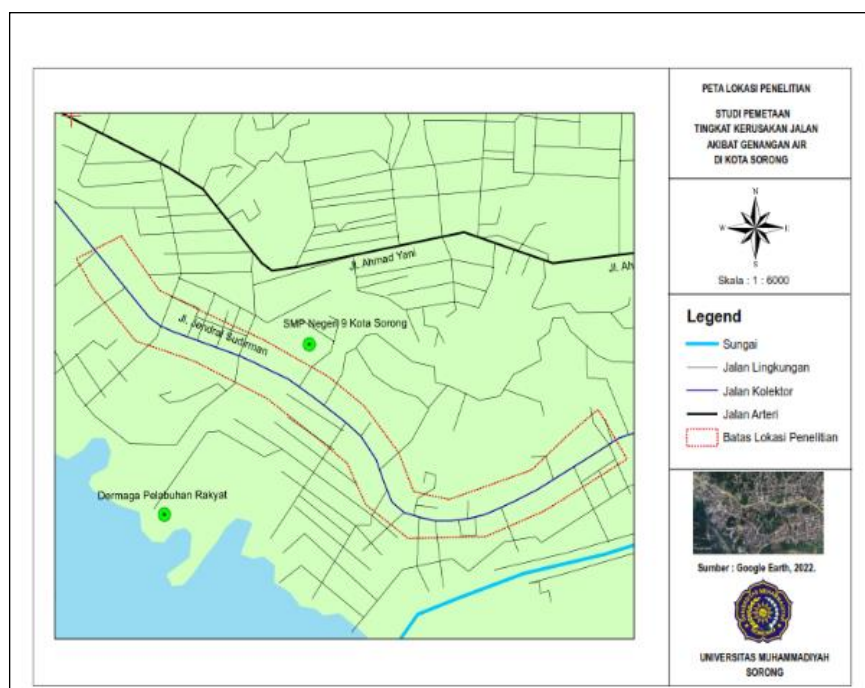 PETA LOKASI PENELITIAN
STUDI PEMETAAN
TINGKAT KERUSAKAN JALAN
AKIBAT GENANGAN AIR
DI KOTA SORONG
N
W
E
S
Skala : 1 : 6000
Legend
Sungai
Jalan Lingkungan
Jalan Kolektor
Jalan Arteri
Batas Lokasi Penelitian
Sumber : Google Earth, 2022.
UNIVERSITAS MUHAMMADIYAH
SORONG
Jl. Ahmad Yani
Jl. Ah
Jl. Jendral Sudirman
SMP Negeri 9 Kota Sorong
Dermaga Pelabuhan Rakyat